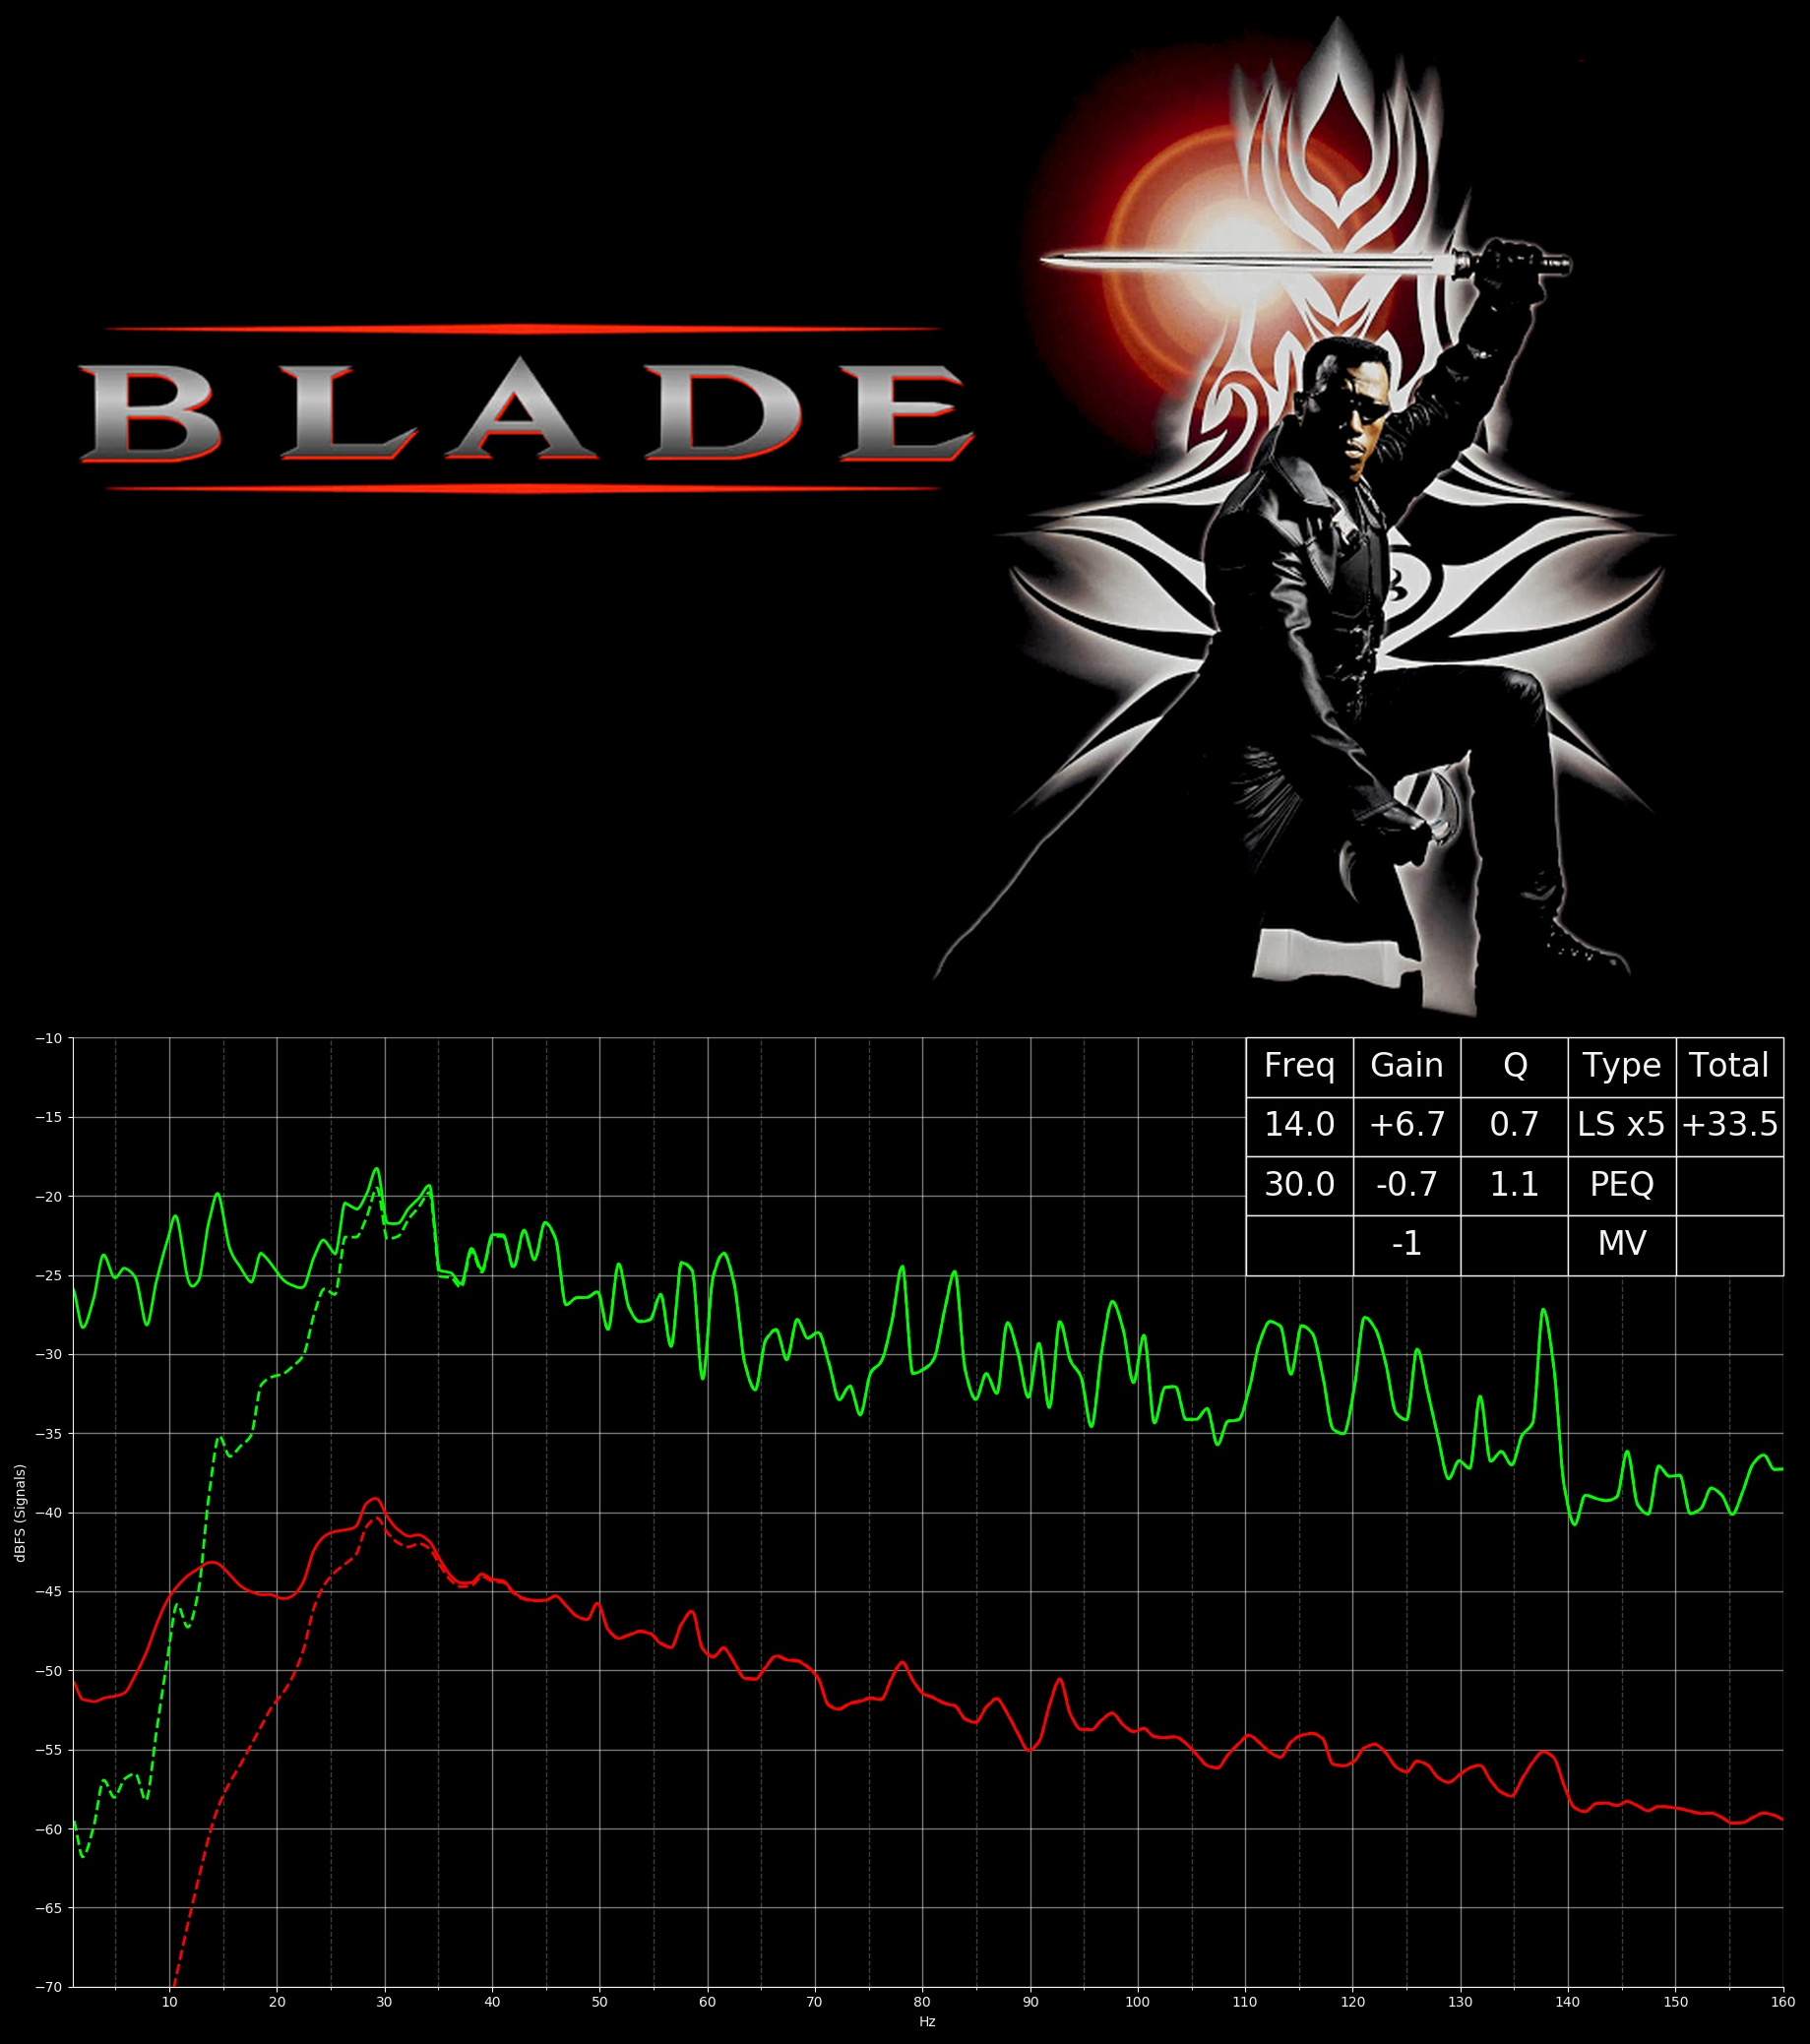 BLADE
Freq Gain Q Type Total
14.0 +6.7 0.7 LS x5 +33.5
30.0 -0.7 1.1 PEQ
-1 MV
−10
−15
−20
−25
−30
−35
−40
−45
−50
−55
−60
−65
−70
dBFS (Signals)
10 20 30 40 50 60 70 80 90 100 110 120 130 140 150 160
Hz